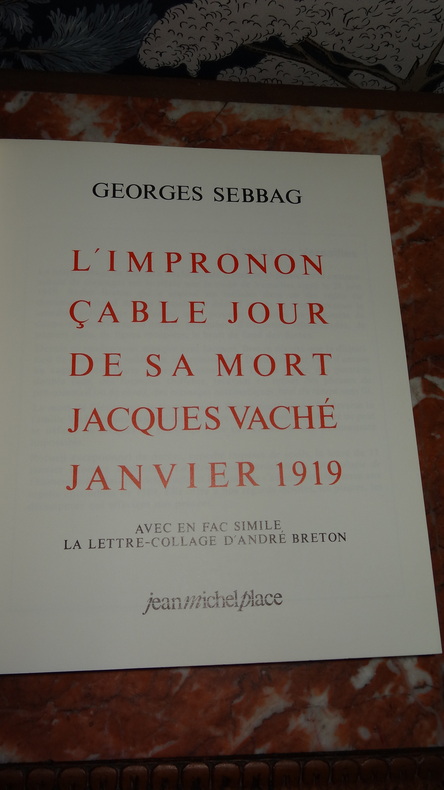 GEORGES SEBBAG
L'IMPRONON
ÇABLE JOUR
DE SA MORT
JACQUES VACHÉ
JANVIER 1919
AVEC EN FAC SIMILE
LA LETTRE-COLLAGE D'ANDRÉ BRETON
jeanmichelplace